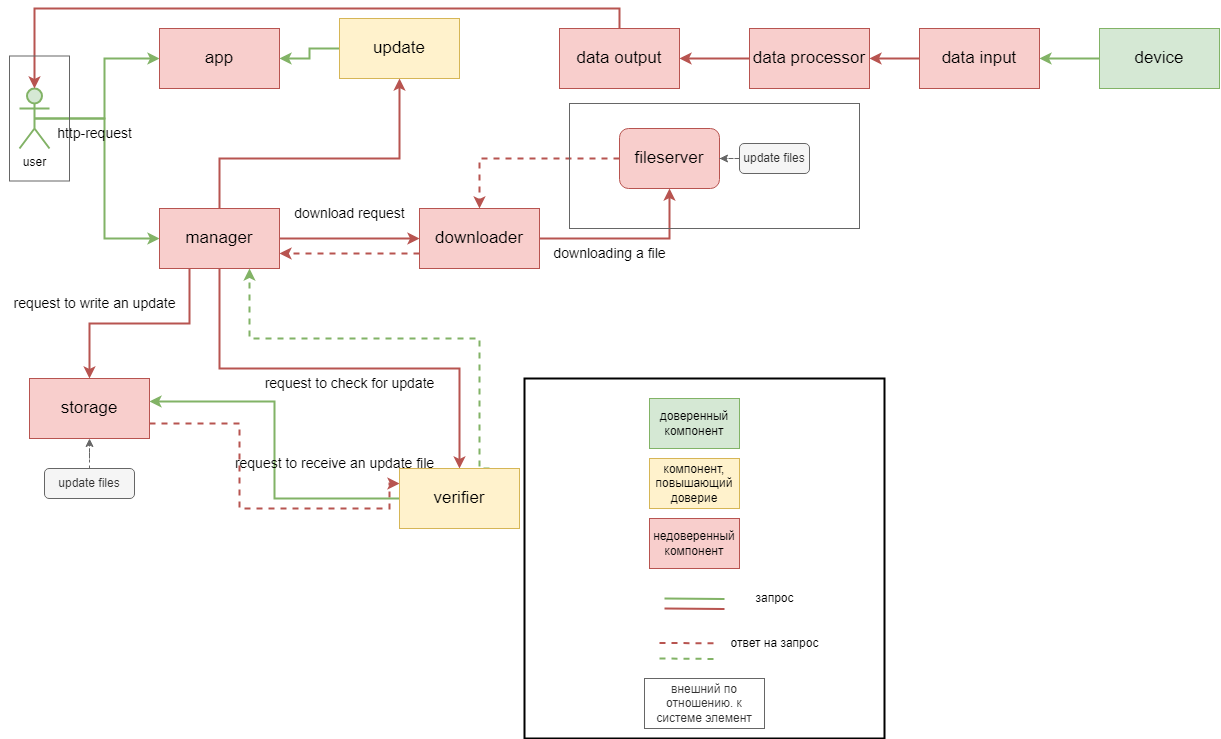 app
update
data output
data processor
data input
device
http-request
user
fileserver
update files
manager
download request
downloader
downloading a file
request to write an update
request to check for update
storage
request to receive an update file
update files
verifier
доверенный
компонент
компонент,
повышающий
доверие
недоверенный
компонент
запрос
ответ на запрос
внешний по
отношению. к
системе элемент